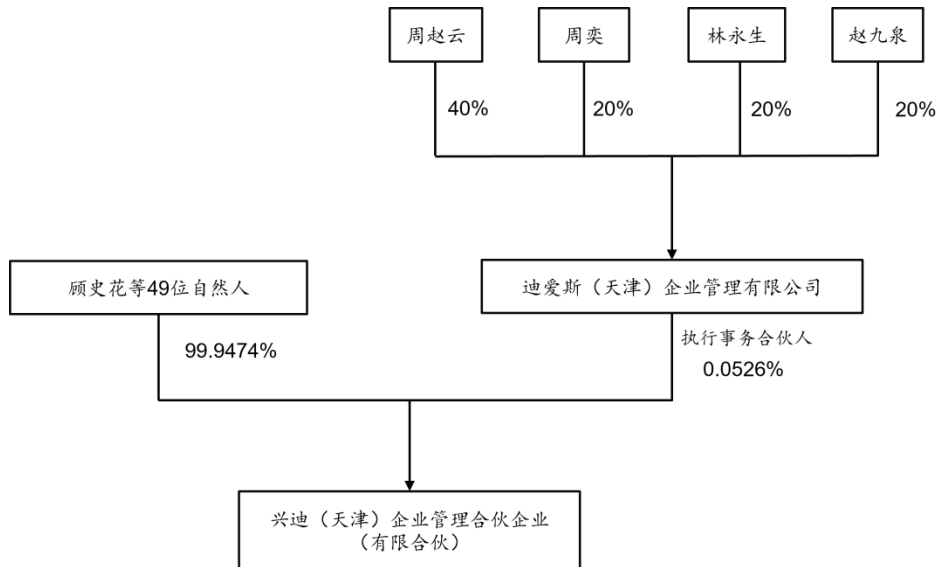 周赵云
周奕
林永生
赵九泉
40%
20%
20%
20%
顾史花等49位自然人
迪爱斯（天津）企业管理有限公司
99.9474%
执行事务合伙人
0.0526%
兴迪（天津）企业管理合伙企业
（有限合伙）